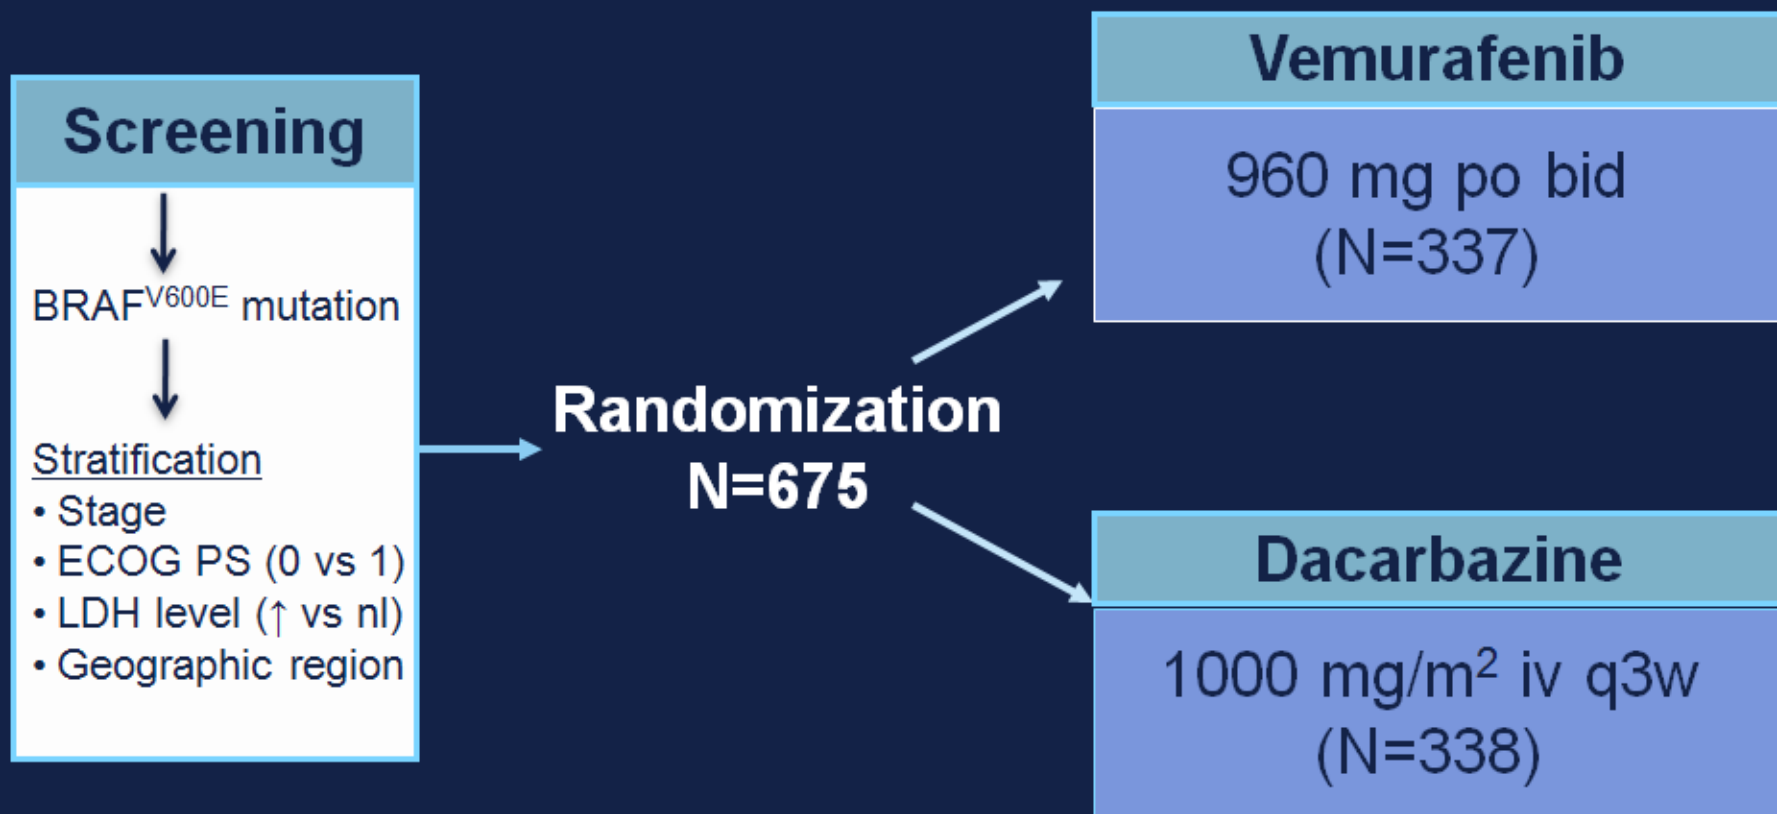 Screening
BRAFV600E mutation
Stratification
• Stage
• ECOG PS (0 vs 1)
• LDH level (↑ vs nl)
• Geographic region
Randomization
N=675
Vemurafenib
960 mg po bid
(N=337)
Dacarbazine
1000 mg/m² iv q3w
(N=338)